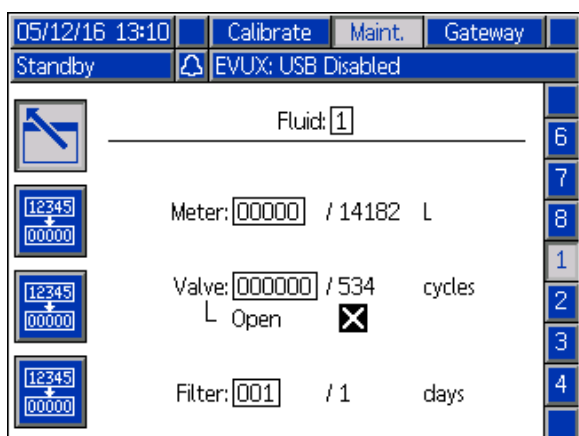 05/12/16 13:10 Calibrate Maint. Gateway
Standby EVUX: USB Disabled
Fluid: 1
6
7
12345
00000
Meter: 00000 / 14182 L
8
1
12345
00000
Valve: 000000 / 534 cycles
2
Open
3
12345
00000
Filter: 001 / 1 days
4